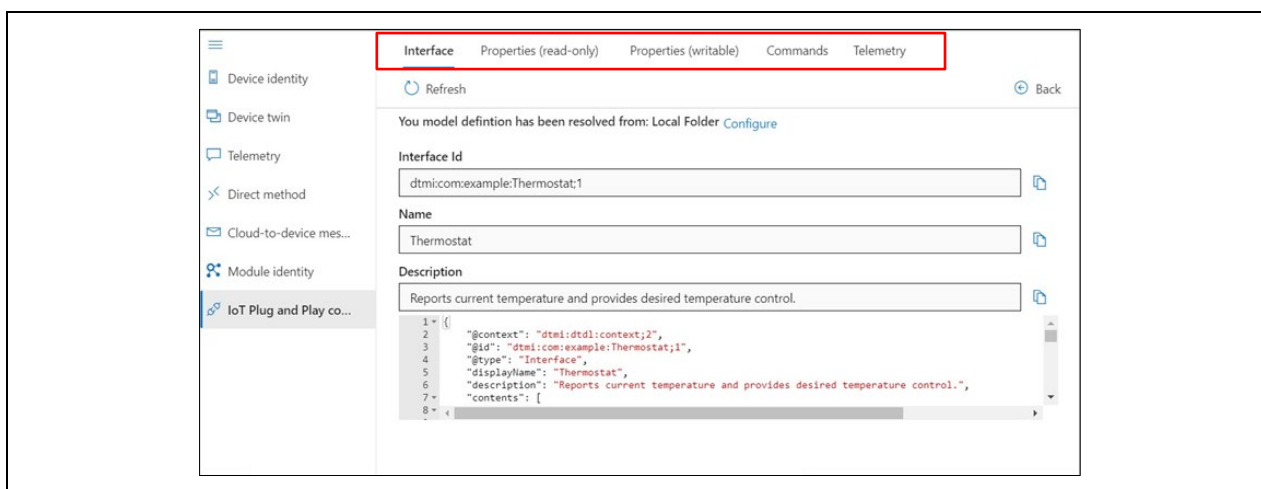 Interface Properties (read-only) Properties (writable) Commands Telemetry
Device identity
Refresh Back
Device twin
You model defintion has been resolved from: Local Folder Configure
Telemetry
Interface Id
dtmi:com:example:Thermostat;1
Direct method
Name
Cloud-to-device mes...
Thermostat
Module identity
Description
IoT Plug and Play co...
Reports current temperature and provides desired temperature control.
1 {
2 "@context": "dtmi:dtdl:context;2",
3 "@id": "dtmi:com:example:Thermostat;1",
4 "@type": "Interface",
5 "displayName": "Thermostat",
6 "description": "Reports current temperature and provides desired temperature control.",
7 "contents": [
8